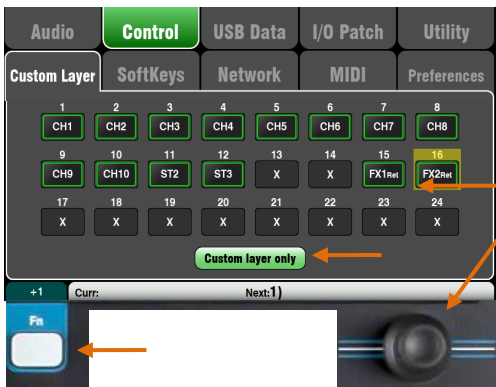 Audio Control USB Data I/O Patch Utility
Custom Layer SoftKeys Network MIDI Preferences
1 2 3 4 5 6 7 8
CH1 CH2 CH3 CH4 CH5 CH6 CH7 CH8
9 10 11 12 13 14 15 16
CH9 CH10 ST2 ST3 X X FX1Ret FX2Ret
17 18 19 20 21 22 23 24
X X X X X X X X
Custom layer only
+1 Curr: Next:1)
Fn